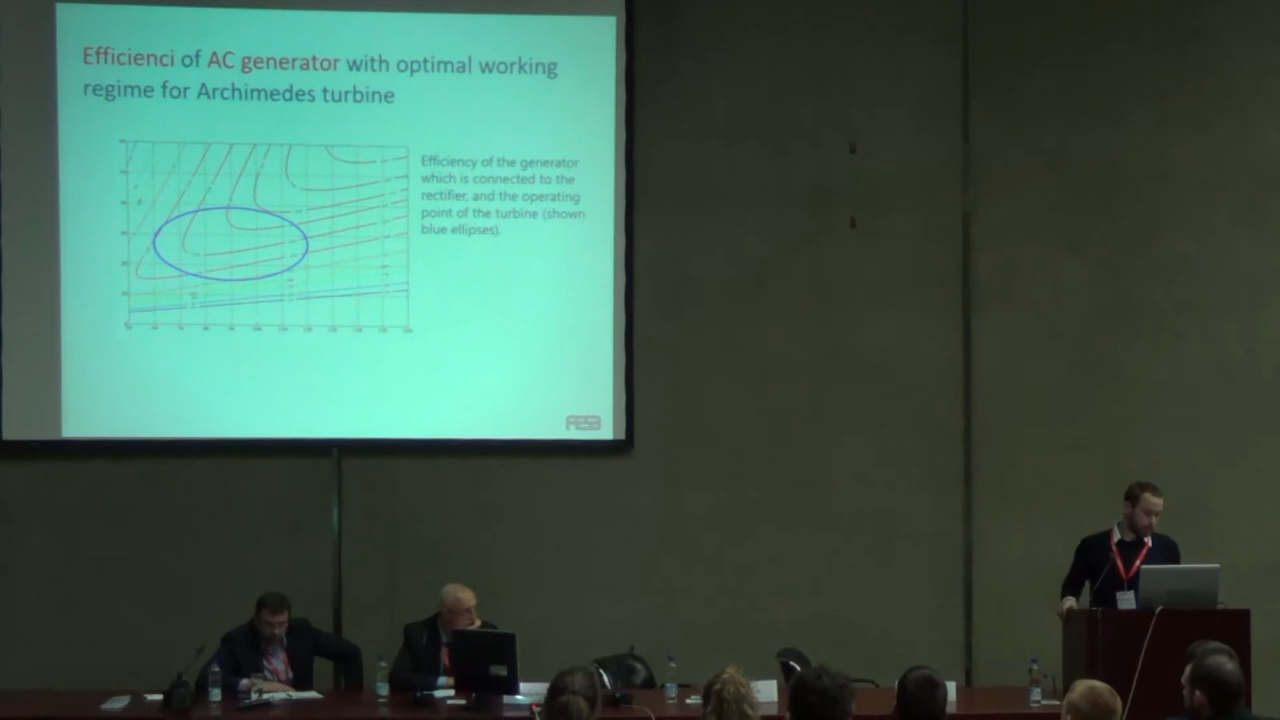 Efficienci of AC generator with optimal working
regime for Archimedes turbine
Efficiency of the generator
which is connected to the
rectifier, and the operating
point of the turbine (shown
blue ellipses).